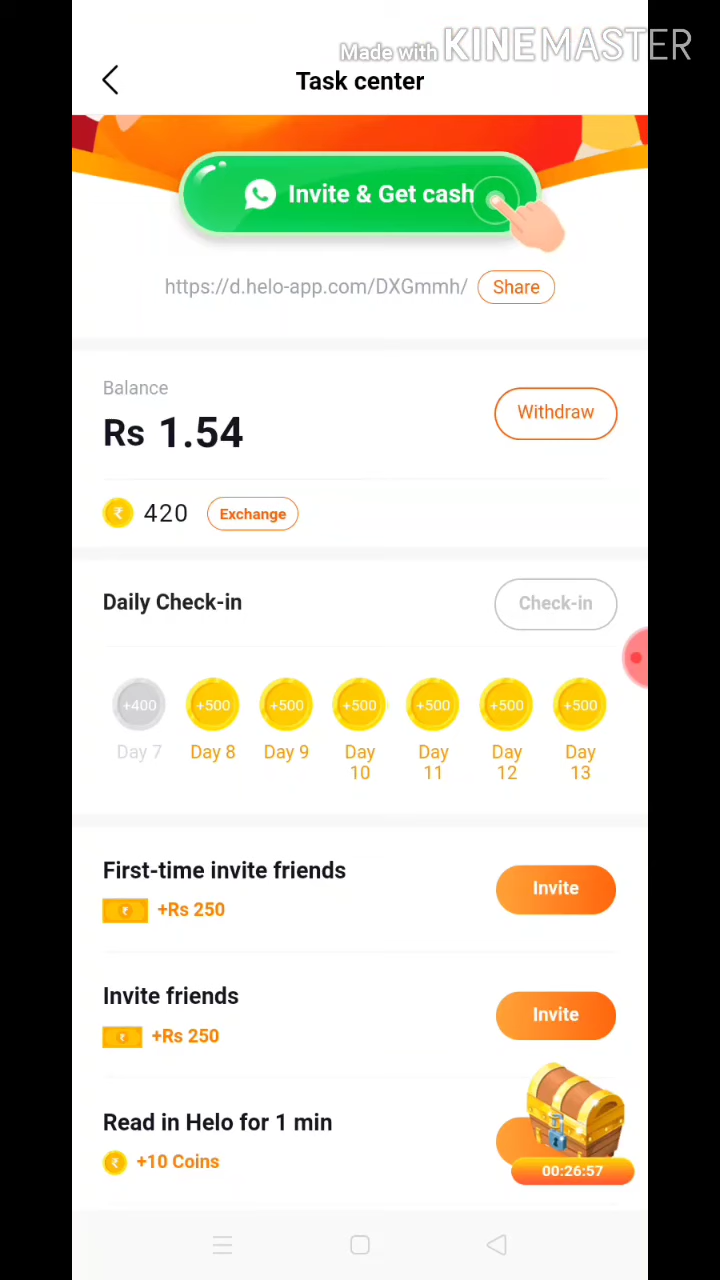 Made with KINEMASTER
Task center
Invite & Get cash
https://d.helo-app.com/DXGmmh/ Share
Balance
Rs 1.54 Withdraw
₹ 420 Exchange
Daily Check-in Check-in
+400 +500 +500 +500 +500 +500 +500
Day 7 Day 8 Day 9 Day 10 Day 11 Day 12 Day 13
First-time invite friends
₹ +Rs 250 Invite
Invite friends
₹ +Rs 250 Invite
Read in Helo for 1 min
₹ +10 Coins
00:26:57